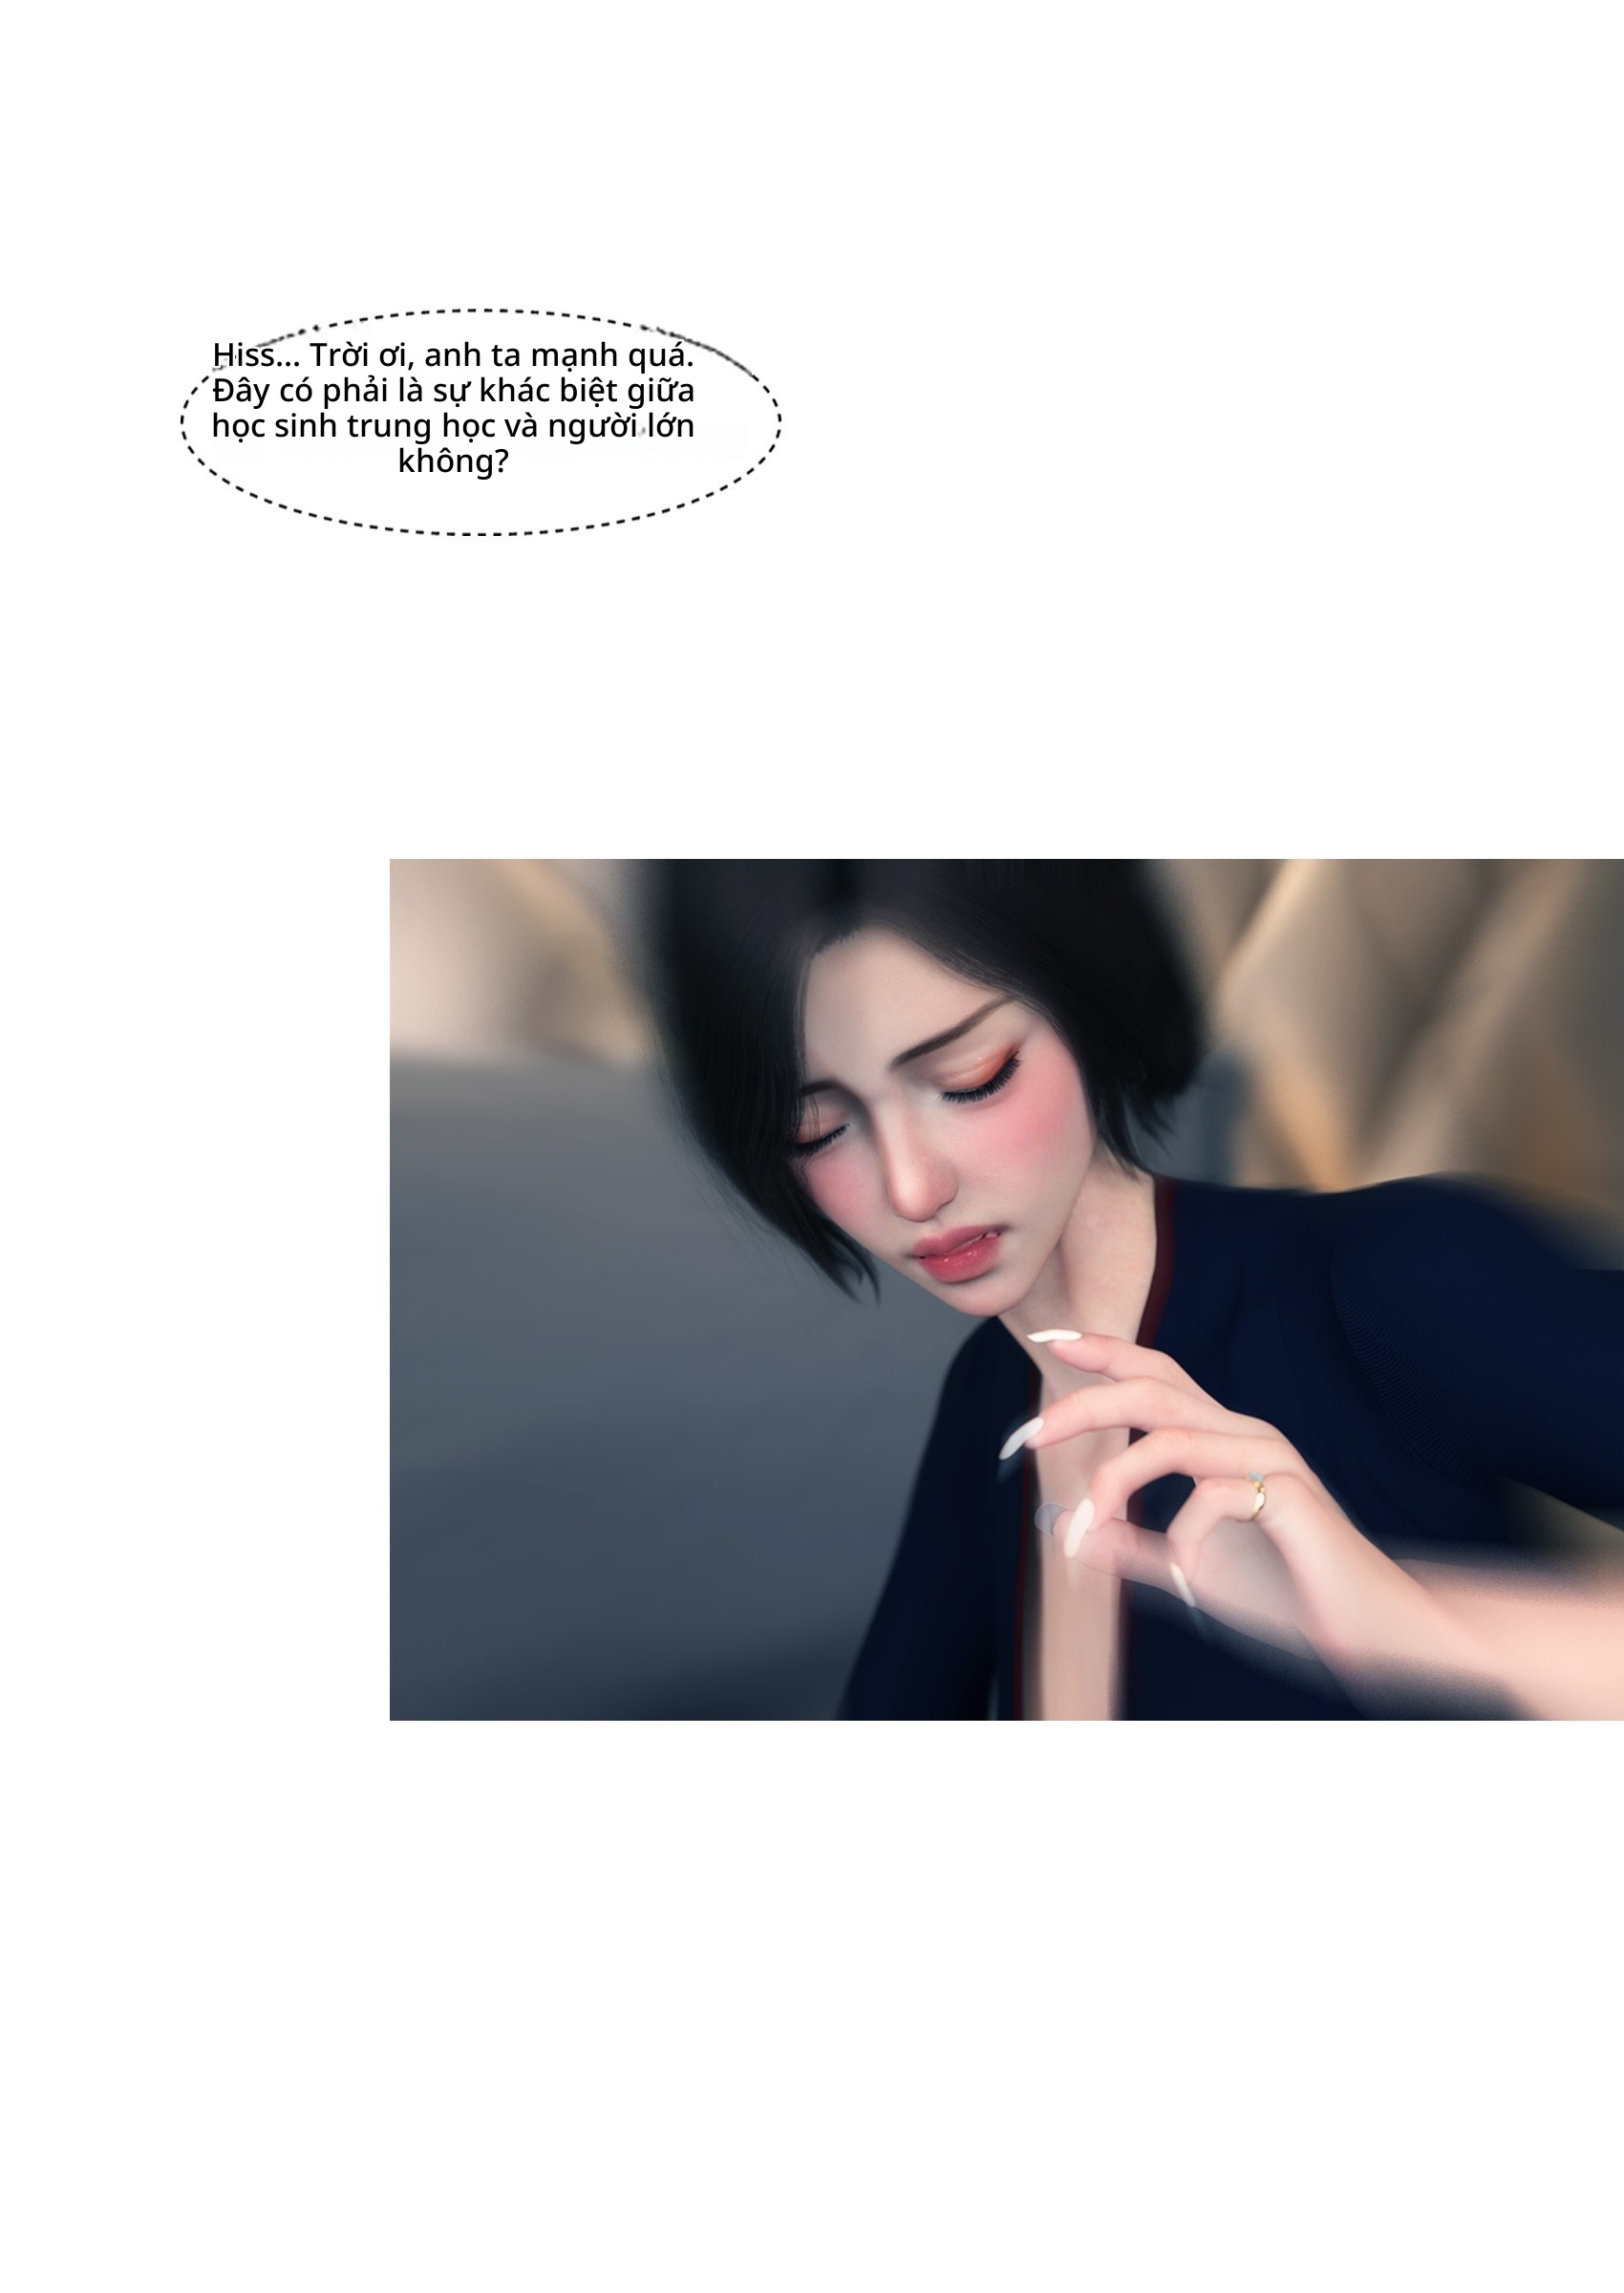 Hiss... Trời ơi, anh ta mạnh quá.
Đây có phải là sự khác biệt giữa
học sinh trung học và người lớn
không?